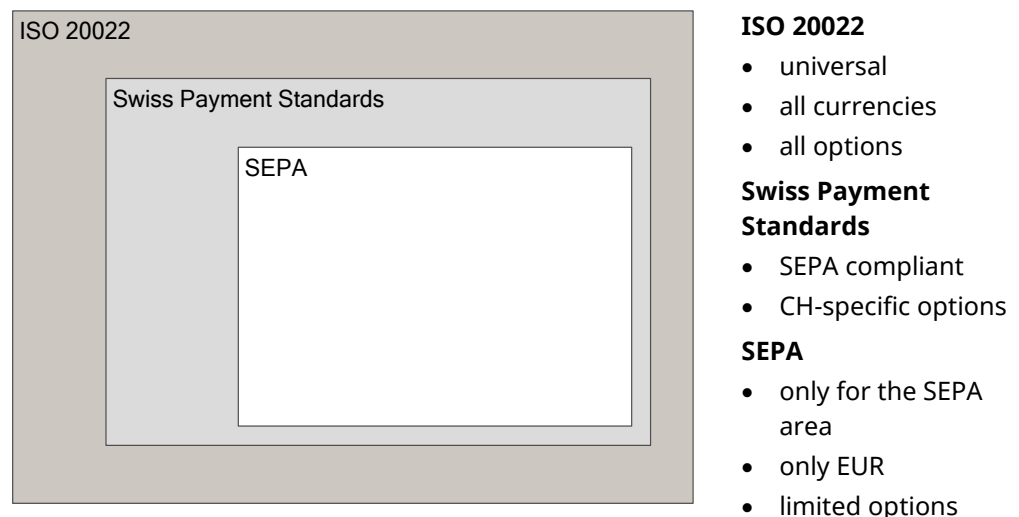 ISO 20022
Swiss Payment Standards
SEPA
ISO 20022
• universal
• all currencies
• all options
Swiss Payment
Standards
• SEPA compliant
• CH-specific options
SEPA
• only for the SEPA
area
• only EUR
• limited options